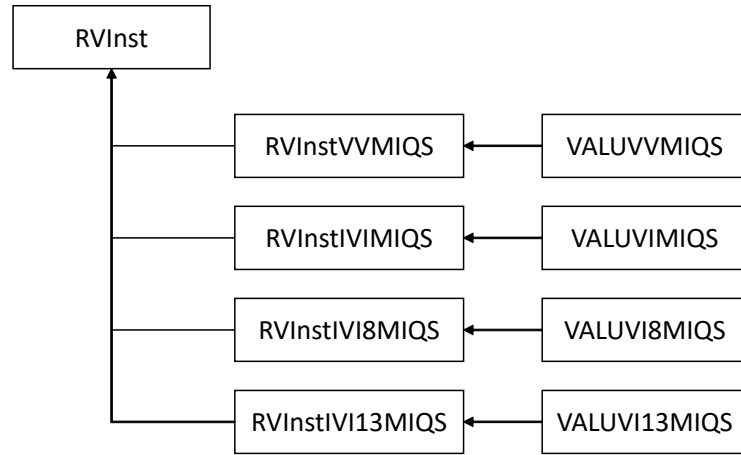 RVInst
RVInstVVMIQS
VALUVVMIQS
RVInstIVIMIQS
VALUVIMIQS
RVInstIVI8MIQS
VALUVI8MIQS
RVInstIVI13MIQS
VALUVI13MIQS